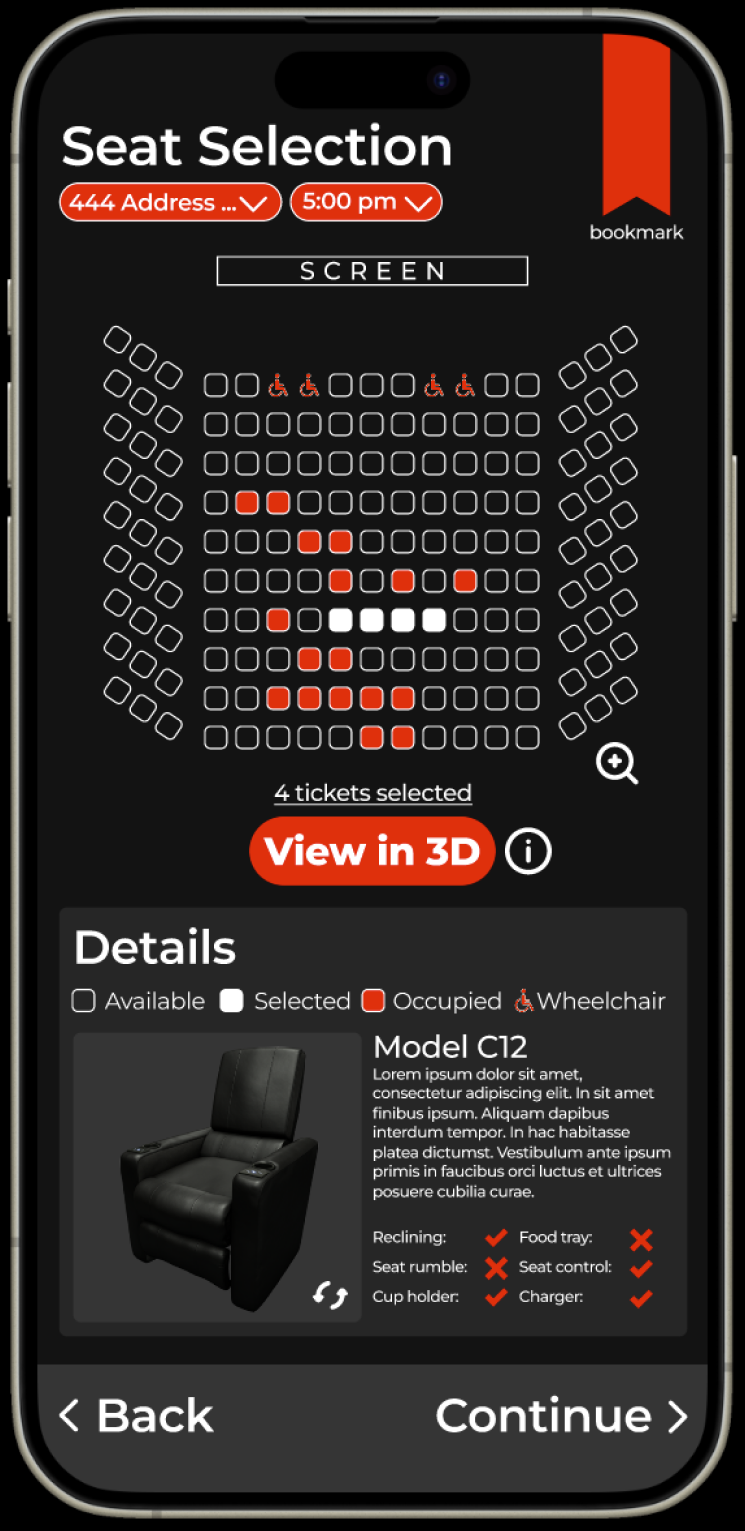 Seat Selection
444 Address ...
5:00 pm
bookmark
SCREEN
4 tickets selected
View in 3D
Details
Available
Selected
Occupied
Wheelchair
Model C12
Lorem ipsum dolor sit amet,
consectetur adipiscing elit. In sit amet
finibus ipsum. Aliquam dapibus
interdum tempor. In hac habitasse
platea dictumst. Vestibulum ante ipsum
primis in faucibus orci luctus et ultrices
posuere cubilia curae.
Reclining:
Food tray:
Seat rumble:
Seat control:
Cup holder:
Charger:
Back
Continue